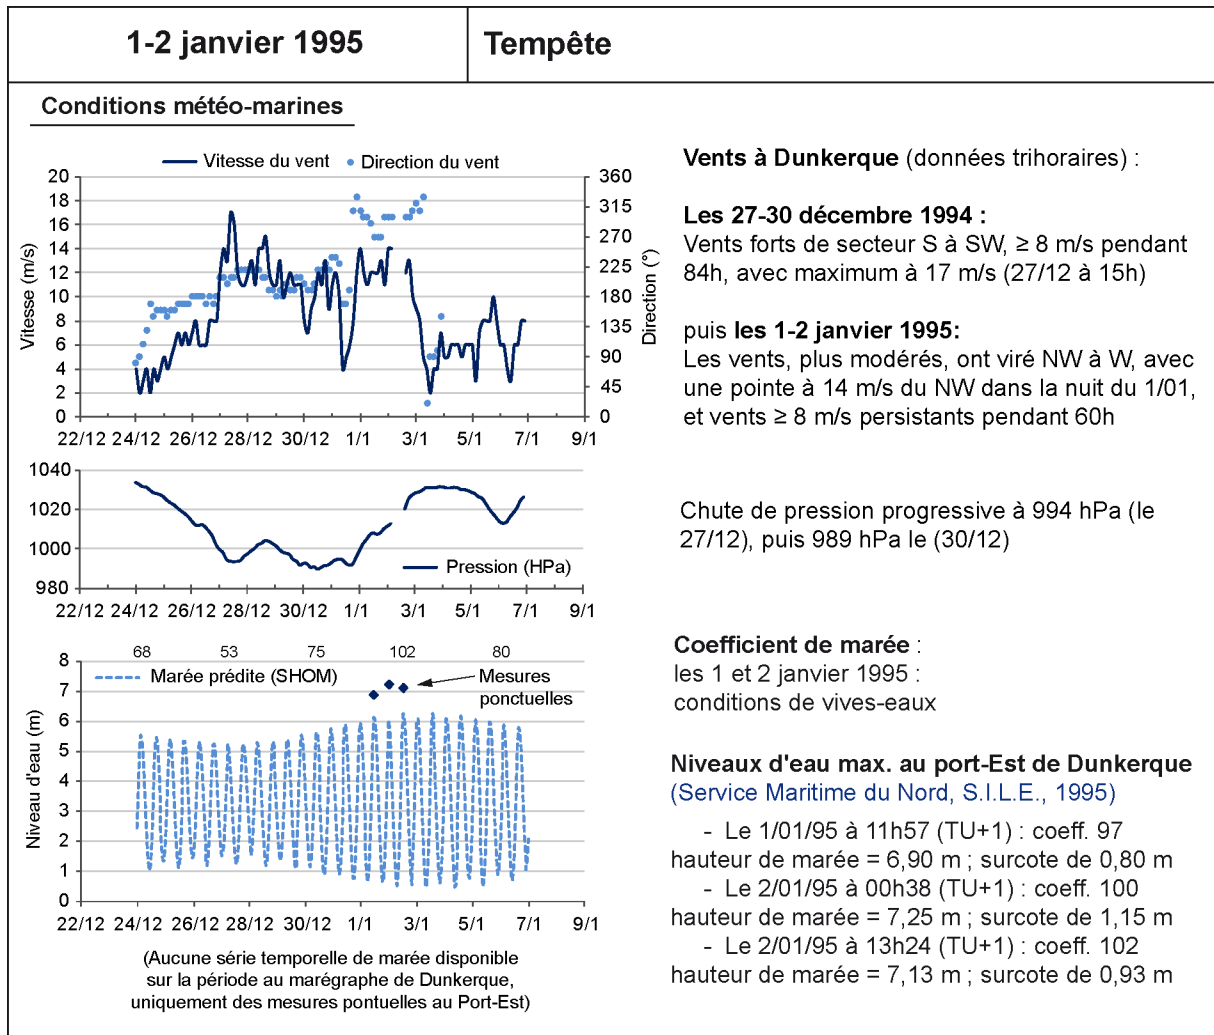 1-2 janvier 1995
Tempête
Conditions météo-marines
Vitesse du vent
Direction du vent
20
18
16
14
12
10
8
6
4
2
0
Vitesse (m/s)
360
315
270
225
180
135
90
45
0
Direction (°)
22/12 24/12 26/12 28/12 30/12 1/1 3/1 5/1 7/1 9/1
Vents à Dunkerque (données trihoraires) :
Les 27-30 décembre 1994 :
Vents forts de secteur S à SW, ≥ 8 m/s pendant
84h, avec maximum à 17 m/s (27/12 à 15h)
puis les 1-2 janvier 1995:
Les vents, plus modérés, ont viré NW à W, avec
une pointe à 14 m/s du NW dans la nuit du 1/01,
et vents ≥ 8 m/s persistants pendant 60h
1040
1020
1000
980
Pression (HPa)
22/12 24/12 26/12 28/12 30/12 1/1 3/1 5/1 7/1 9/1
Chute de pression progressive à 994 hPa (le
27/12), puis 989 hPa le (30/12)
68 53 75 102 80
8
7
6
5
4
3
2
1
0
Niveau d'eau (m)
Marée prédite (SHOM)
Mesures
ponctuelles
22/12 24/12 26/12 28/12 30/12 1/1 3/1 5/1 7/1 9/1
(Aucune série temporelle de marée disponible
sur la période au marégraphe de Dunkerque,
uniquement des mesures pontuelles au Port-Est)
Coefficient de marée :
les 1 et 2 janvier 1995 :
conditions de vives-eaux
Niveaux d'eau max. au port-Est de Dunkerque
(Service Maritime du Nord, S.I.L.E., 1995)
- Le 1/01/95 à 11h57 (TU+1) : coeff. 97
hauteur de marée = 6,90 m ; surcote de 0,80 m
- Le 2/01/95 à 00h38 (TU+1) : coeff. 100
hauteur de marée = 7,25 m ; surcote de 1,15 m
- Le 2/01/95 à 13h24 (TU+1) : coeff. 102
hauteur de marée = 7,13 m ; surcote de 0,93 m